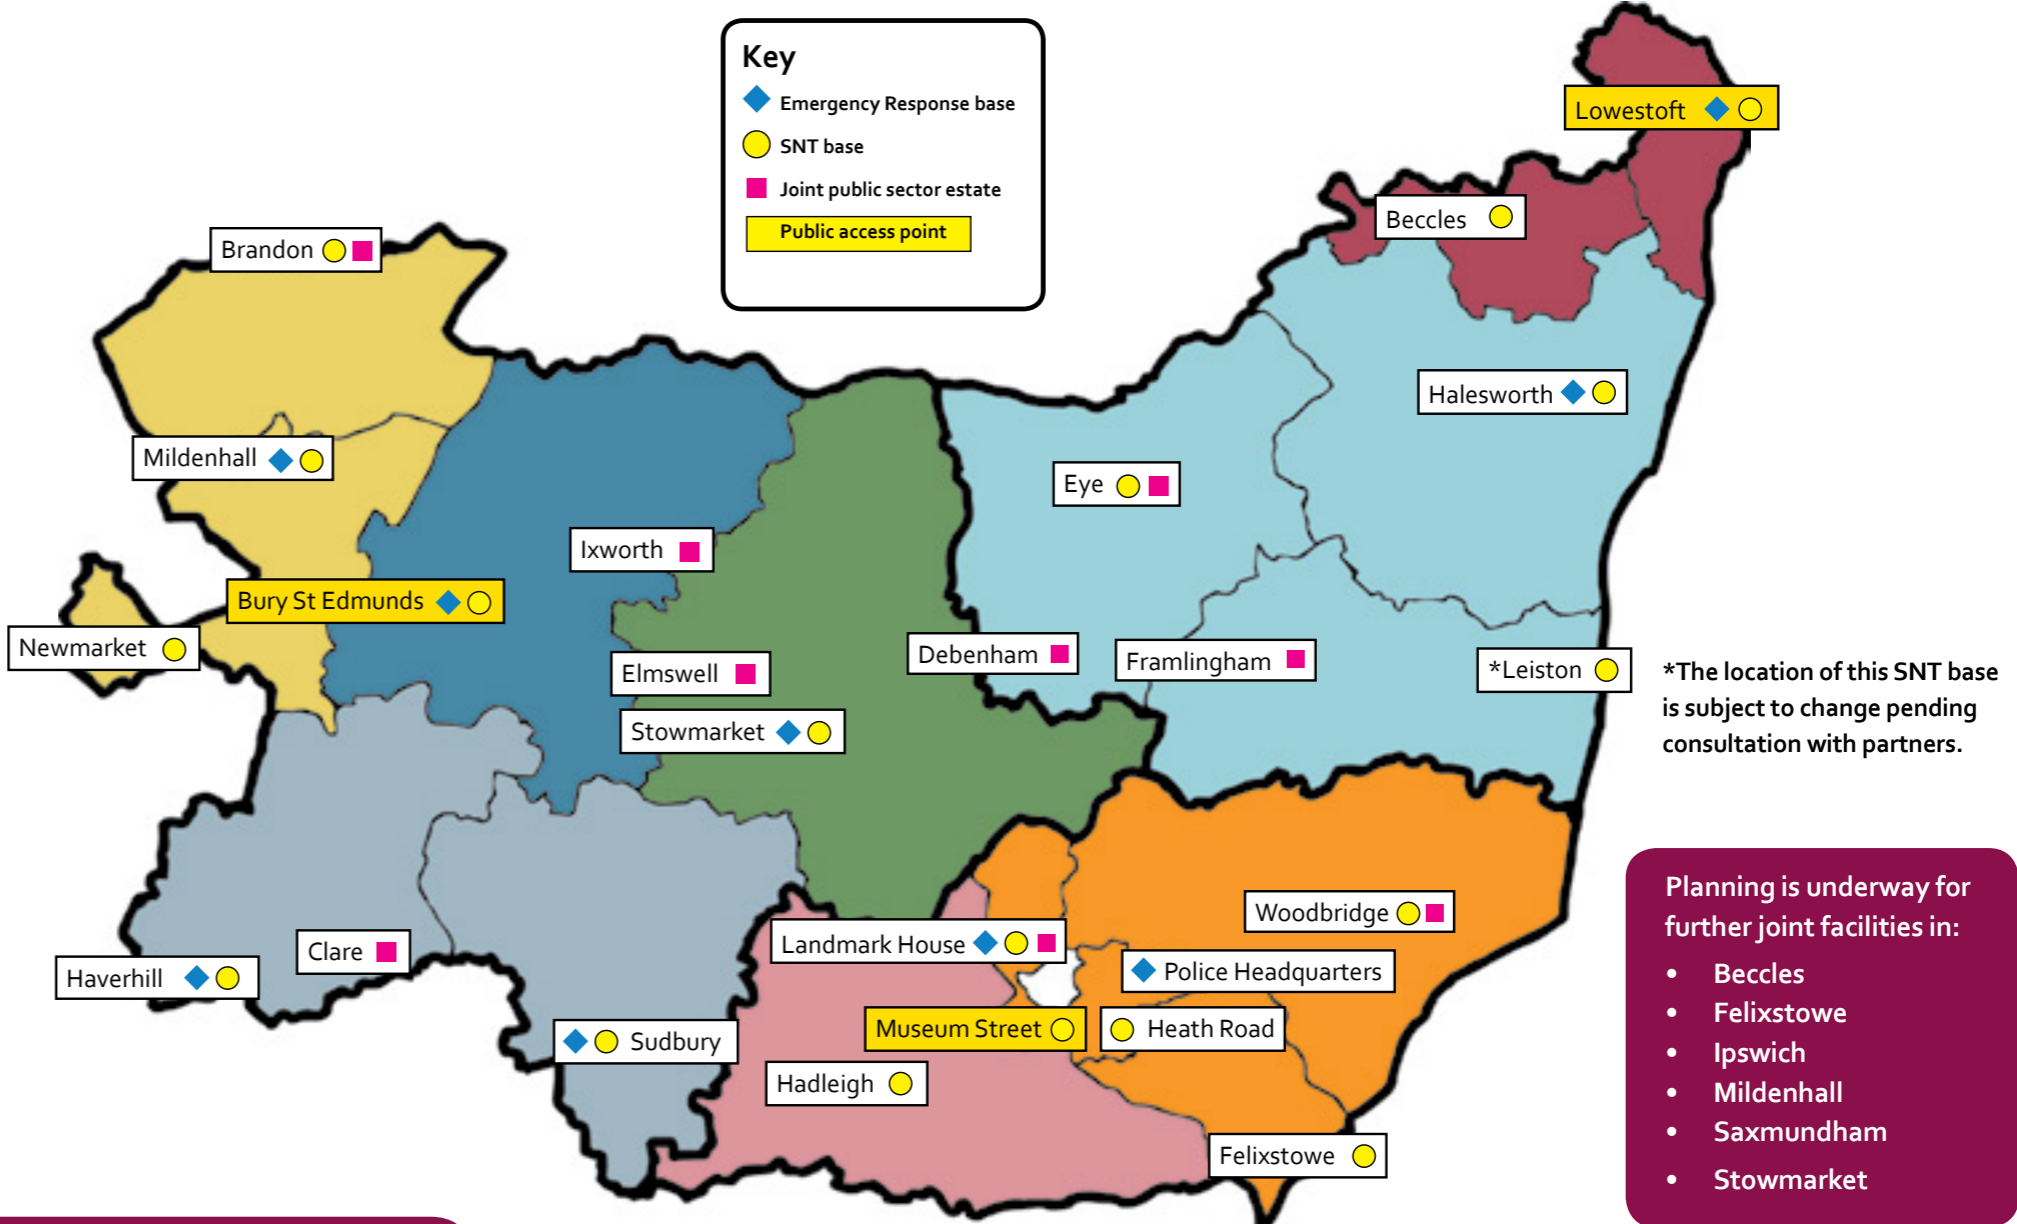 Key
Emergency Response base
SNT base
Joint public sector estate
Public access point
Lowestoft
Beccles
Brandon
Halesworth
Mildenhall
Eye
Ixworth
Bury St Edmunds
Newmarket
Elmswell
Debenham
Framlingham
*Leiston
*The location of this SNT base
is subject to change pending
consultation with partners.
Stowmarket
Woodbridge
Landmark House
Clare
Haverhill
Police Headquarters
Museum Street
Heath Road
Sudbury
Hadleigh
Felixstowe
Planning is underway for
further joint facilities in:
• Beccles
• Felixstowe
• Ipswich
• Mildenhall
• Saxmundham
• Stowmarket